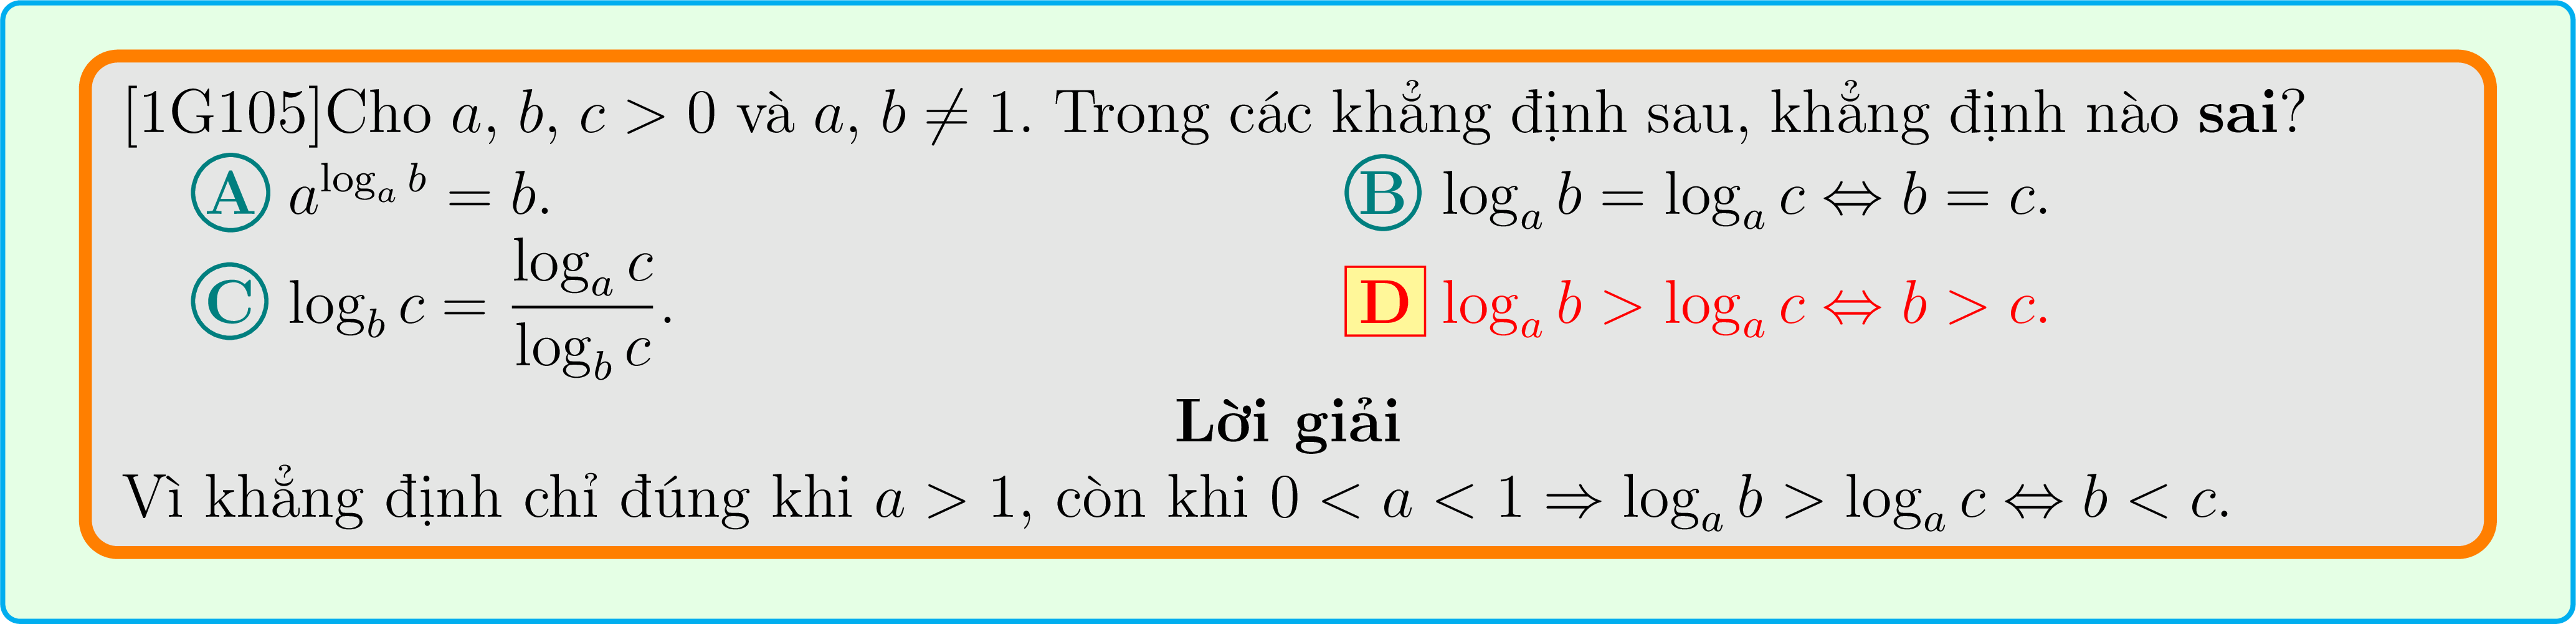 [1G105]Cho a, b, c > 0 và a, b ≠ 1. Trong các khẳng định sau, khẳng định nào sai?
A $a^{\log_a b} = b$.
B $\log_a b = \log_a c \Leftrightarrow b = c$.
C $\log_b c = \dfrac{\log_a c}{\log_b c}$.
D $\log_a b > \log_a c \Leftrightarrow b > c$.
Lời giải
Vì khẳng định chỉ đúng khi $a > 1$, còn khi $0 < a < 1 \Rightarrow \log_a b > \log_a c \Leftrightarrow b < c$.